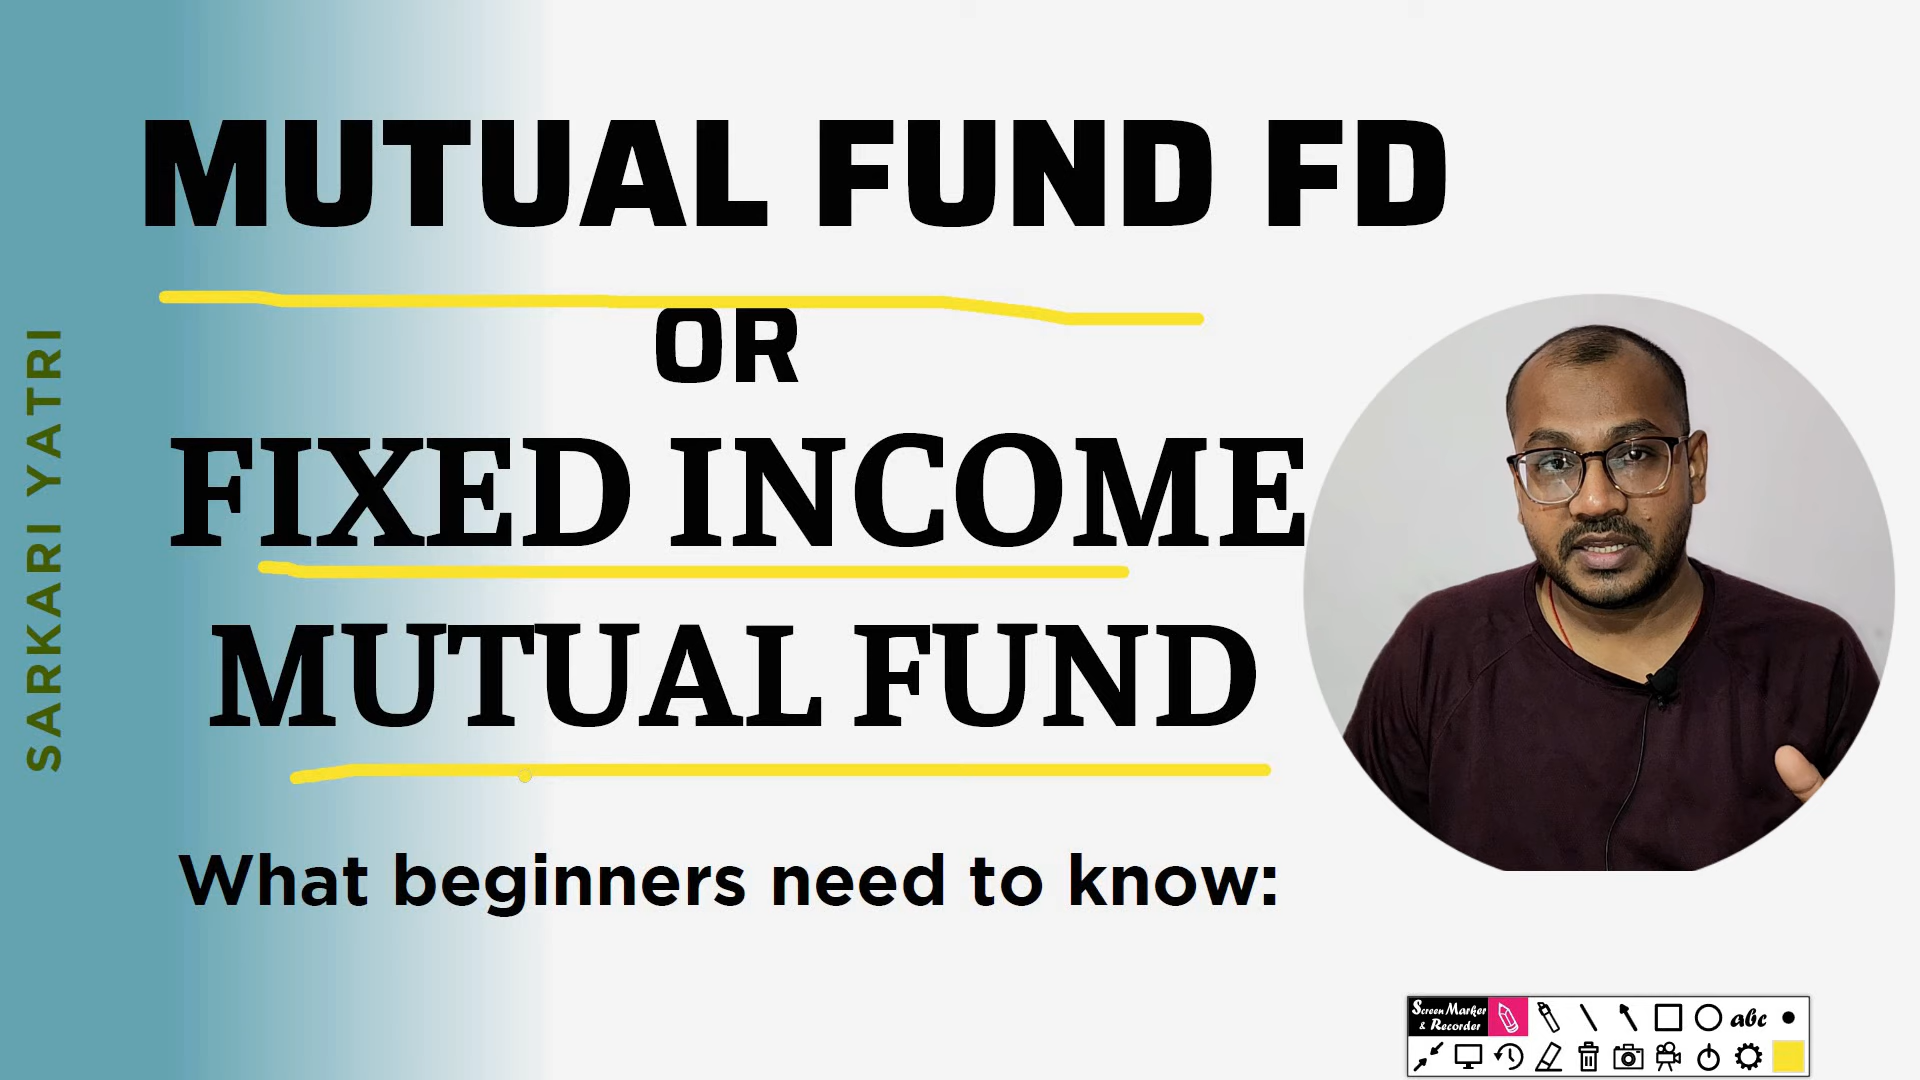 MUTUAL FUND FD
OR
FIXED INCOME
MUTUAL FUND
What beginners need to know:
SARKARI YATRI
Screen Marker
& Recorder
abc